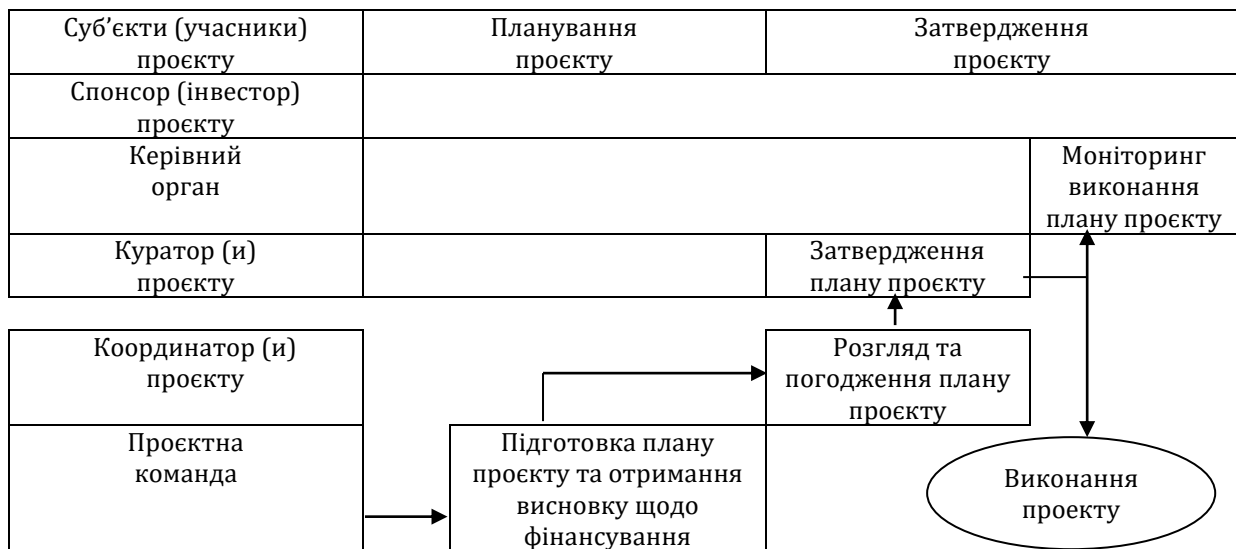 Суб’єкти (учасники)
проєкту
Планування
проєкту
Затвердження
проєкту
Спонсор (інвестор)
проєкту
Керівний
орган
Моніторинг
виконання
плану проєкту
Куратор (и)
проєкту
Затвердження
плану проєкту
Координатор (и)
проєкту
Розгляд та
погодження плану
проєкту
Проєктна
команда
Підготовка плану
проєкту та отримання
висновку щодо
фінансування
Виконання
проекту